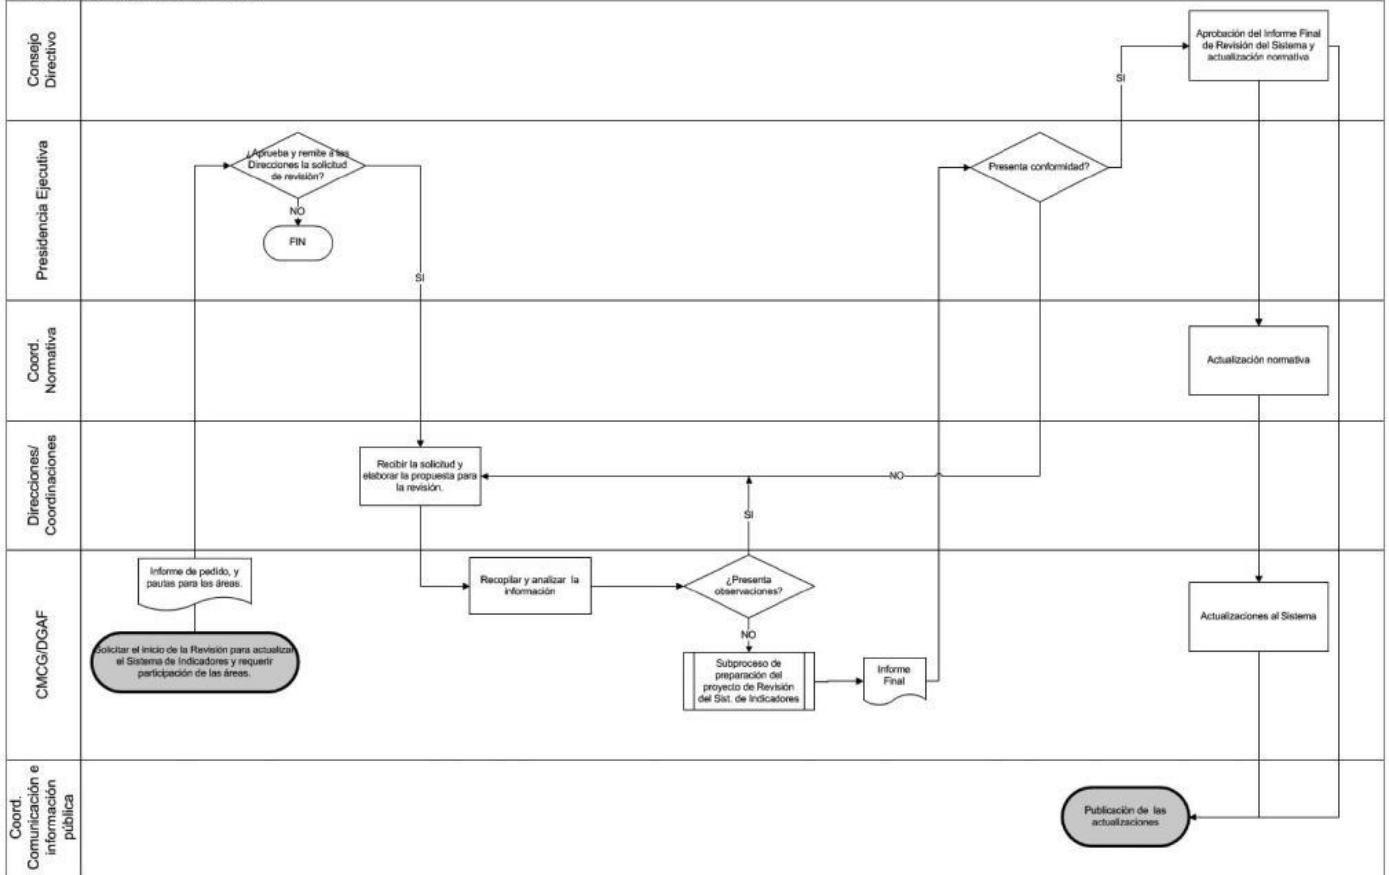 Consejo
Directivo
Aprobación del Informe Final
de Revisión del Sistema y
actualización normativa
SI
Presidencia Ejecutiva
¿Aprueba y remite a las
Direcciones la solicitud
de revisión?
NO
FIN
SI
Presenta conformidad?
Coord.
Normativa
Actualización normativa
Direcciones/
Coordinaciones
Recibir la solicitud y
elaborar la propuesta para
la revisión.
NO
SI
CMCG/DGAF
Informe de pedido, y
pautas para las áreas.
Solicitar el inicio de la Revisión para actualizar
el Sistema de Indicadores y requerir
participación de las áreas.
Recopilar y analizar la
información
¿Presenta
observaciones?
NO
Subproceso de
preparación del
proyecto de Revisión
del Sist. de Indicadores
Informe
Final
Actualizaciones al Sistema
Coord.
Comunicación e
información
pública
Publicación de las
actualizaciones